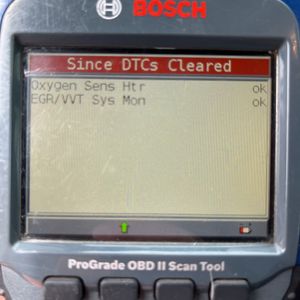 BOSCH
Since DTCs Cleared
Oxygen Sens Htr ok
EGR/VVT Sys Mon ok
ProGrade OBD II Scan Tool